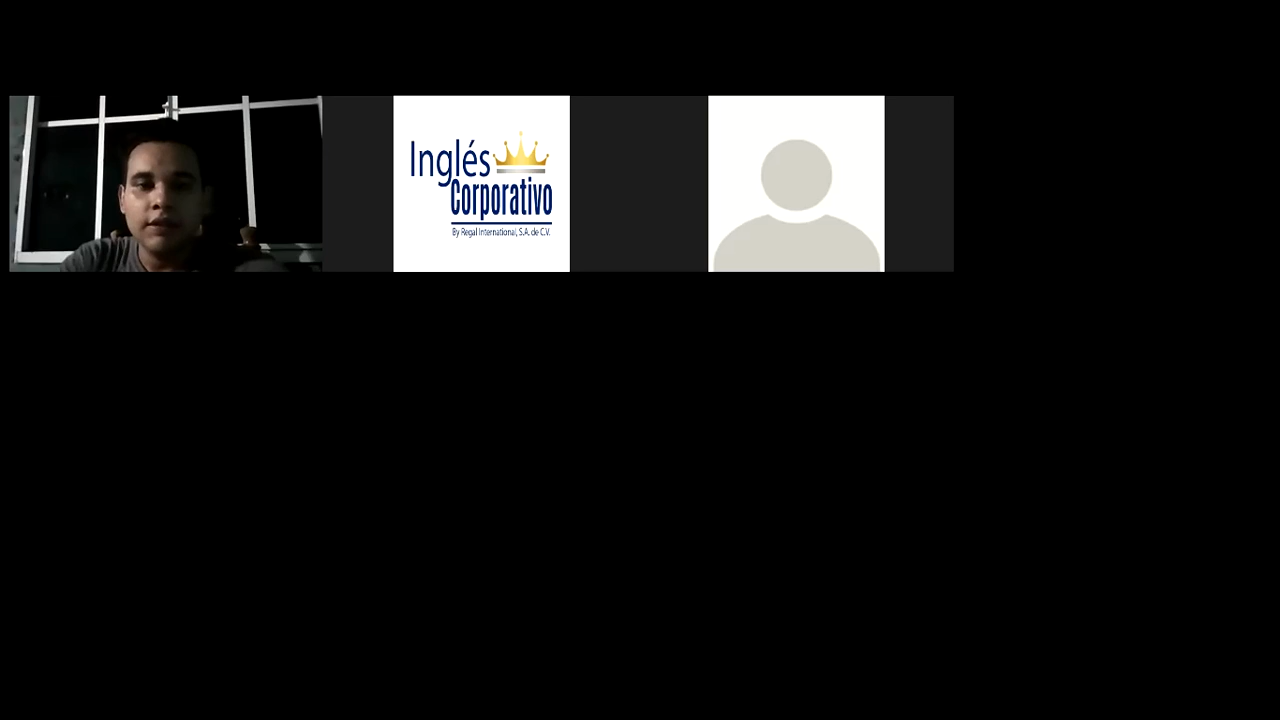 Inglés
Corporativo
By Regal International, S.A. de C.V.